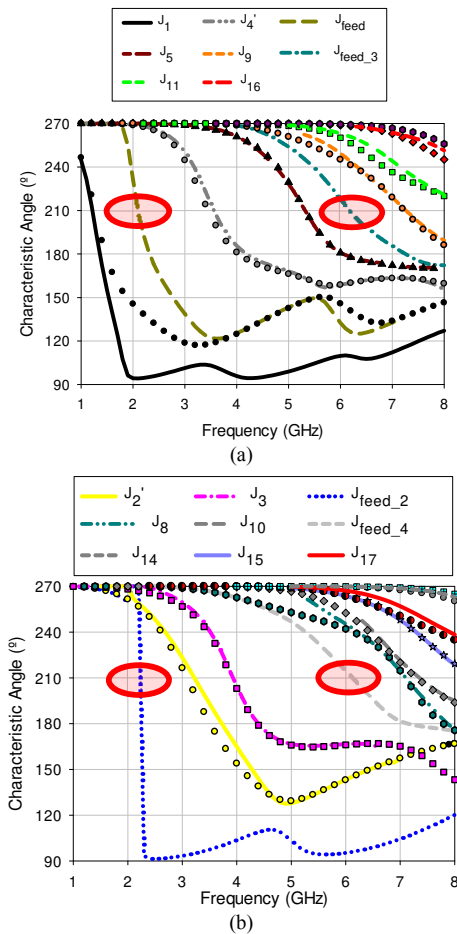 J1 J4' Jfeed
J5 J9 Jfeed_3
J11 J16
270
240
210
180
150
120
90
Characteristic Angle (º)
1 2 3 4 5 6 7 8
Frequency (GHz)
(a)
J2' J3 Jfeed_2
J8 J10 Jfeed_4
J14 J15 J17
270
240
210
180
150
120
90
Characteristic Angle (º)
1 2 3 4 5 6 7 8
Frequency (GHz)
(b)